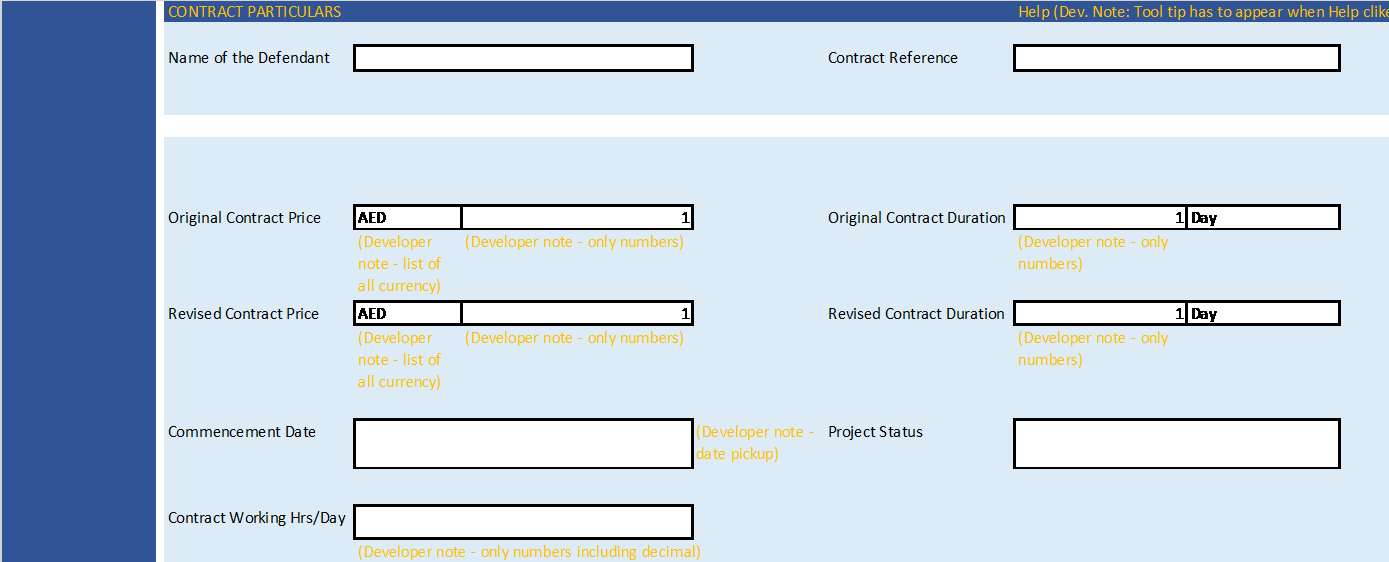 CONTRACT PARTICULARS Help (Dev. Note: Tool tip has to appear when Help clike
Name of the Defendant Contract Reference
Original Contract Price AED 1 Original Contract Duration 1 Day
(Developer (Developer note - only numbers) (Developer note - only
note - list of numbers)
all currency)
Revised Contract Price AED 1 Revised Contract Duration 1 Day
(Developer (Developer note - only numbers) (Developer note - only
note - list of numbers)
all currency)
Commencement Date (Developer note - Project Status
date pickup)
Contract Working Hrs/Day
(Developer note - only numbers including decimal)